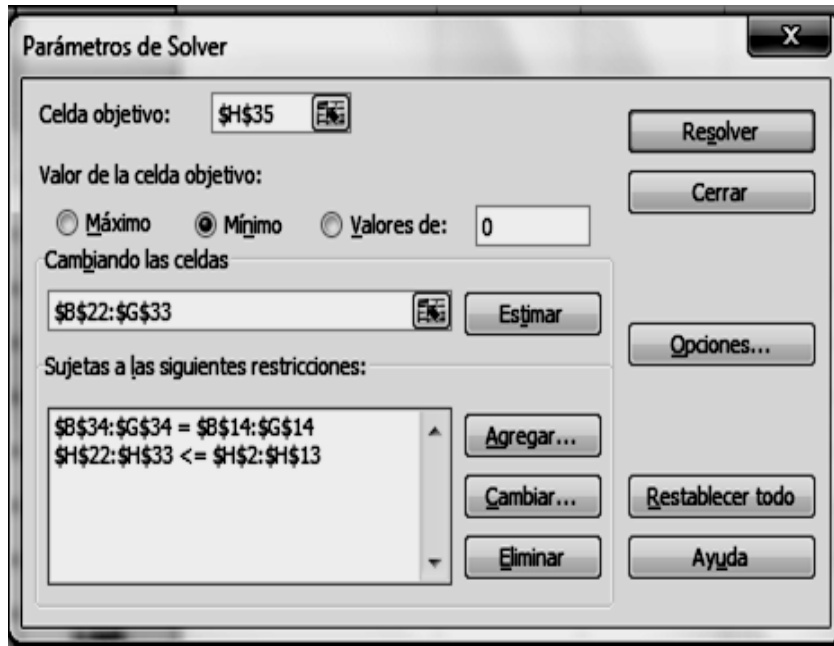 Parámetros de Solver
X
Celda objetivo:
$H$35
Resolver
Valor de la celda objetivo:
Cerrar
Máximo
Mínimo
Valores de:
0
Cambiando las celdas
$B$22:$G$33
Estimar
Opciones...
Sujetas a las siguientes restricciones:
$B$34:$G$34 = $B$14:$G$14
$H$22:$H$33 <= $H$2:$H$13
Agregar...
Cambiar...
Restablecer todo
Eliminar
Ayuda